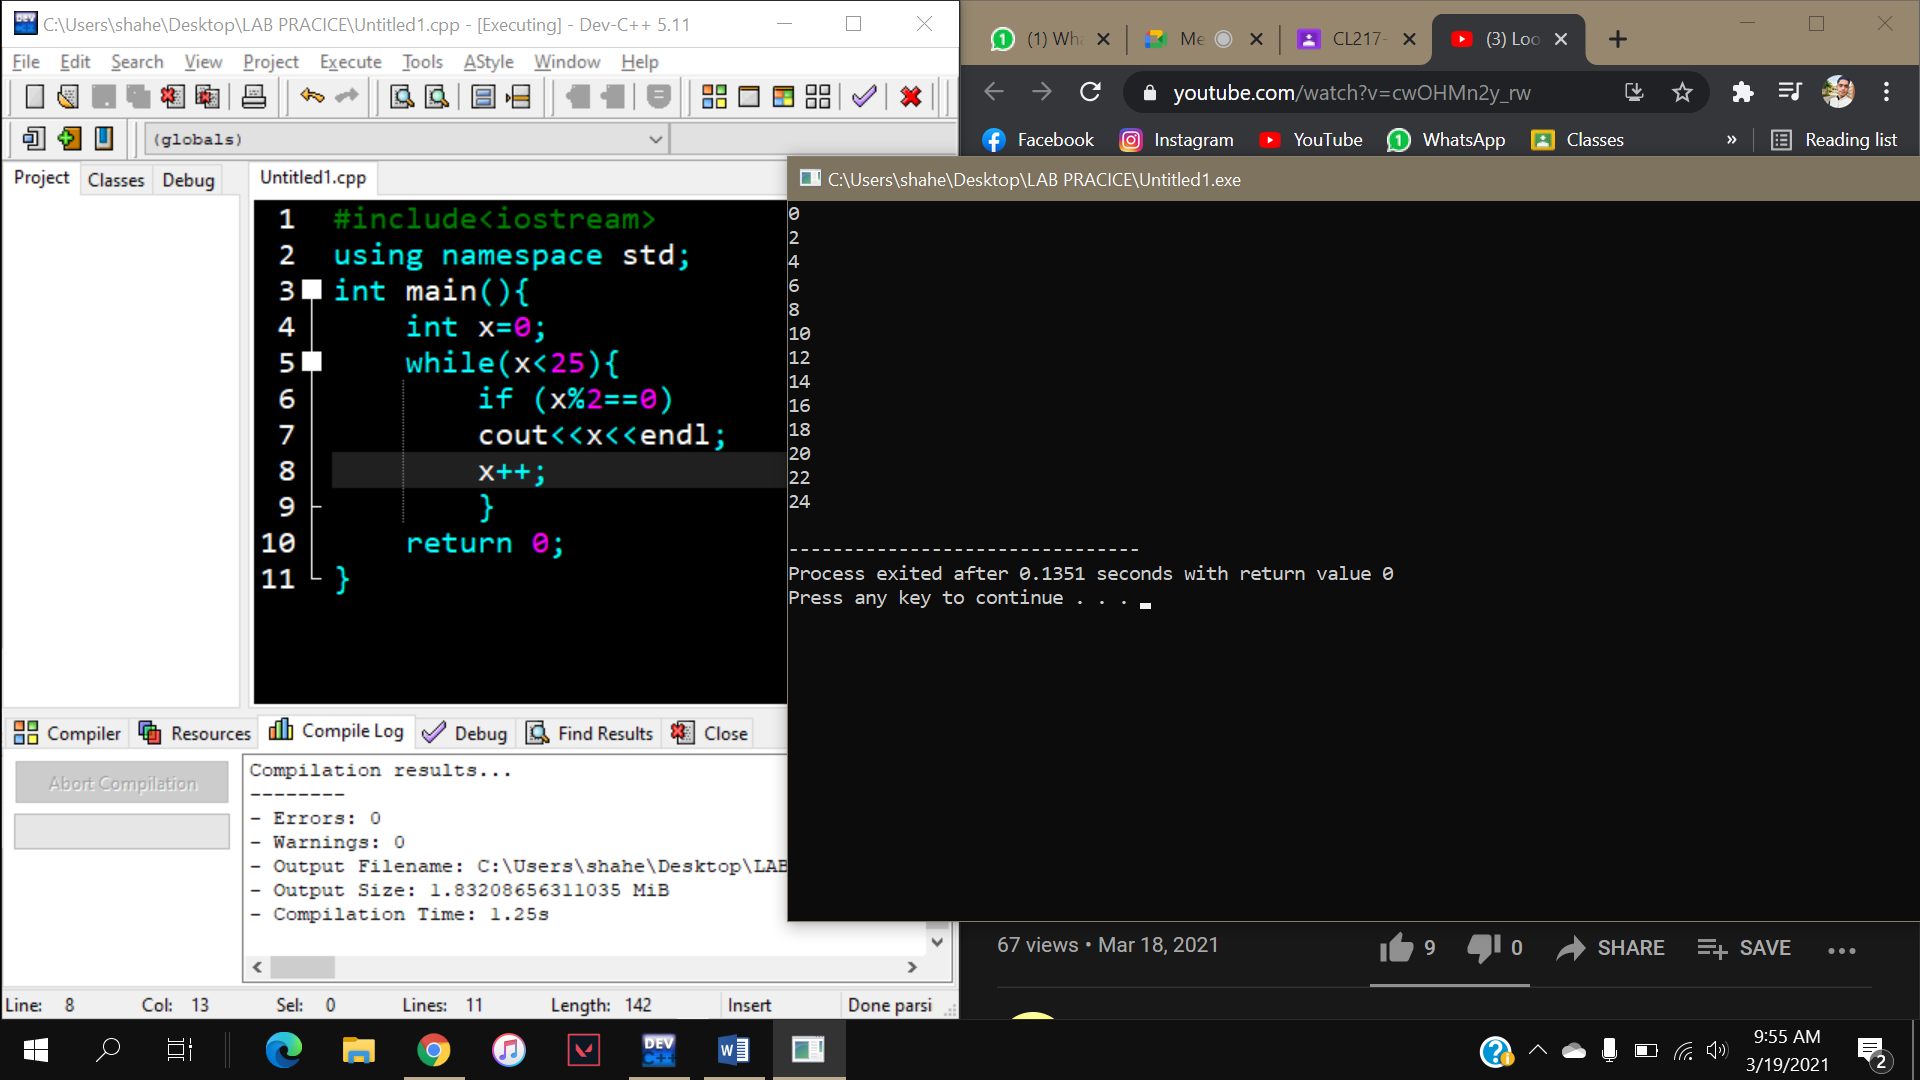 C:\Users\shahe\Desktop\LAB PRACICE\Untitled1.cpp - [Executing] - Dev-C++ 5.11
File Edit Search View Project Execute Tools AStyle Window Help
(globals)
Project Classes Debug
Untitled1.cpp
1 #include<iostream>
2 using namespace std;
3 int main(){
4 int x=0;
5 while(x<25){
6 if (x%2==0)
7 cout<<x<<endl;
8 x++;
9 }
10 return 0;
11 }
Compiler Resources Compile Log Debug Find Results Close
Abort Compilation
Compilation results...
--------
- Errors: 0
- Warnings: 0
- Output Filename: C:\Users\shahe\Desktop\LAB
- Output Size: 1.83208656311035 MiB
- Compilation Time: 1.25s
Line: 8 Col: 13 Sel: 0 Lines: 11 Length: 142 Insert Done parsi
(1) Wha Me CL217- (3) Loo
youtube.com/watch?v=cwOHMn2y_rw
Facebook Instagram YouTube WhatsApp Classes » Reading list
C:\Users\shahe\Desktop\LAB PRACICE\Untitled1.exe
0
2
4
6
8
10
12
14
16
18
20
22
24
--------------------------------
Process exited after 0.1351 seconds with return value 0
Press any key to continue . . .
67 views • Mar 18, 2021 9 0 SHARE SAVE
DEV C++
9:55 AM
3/19/2021
2